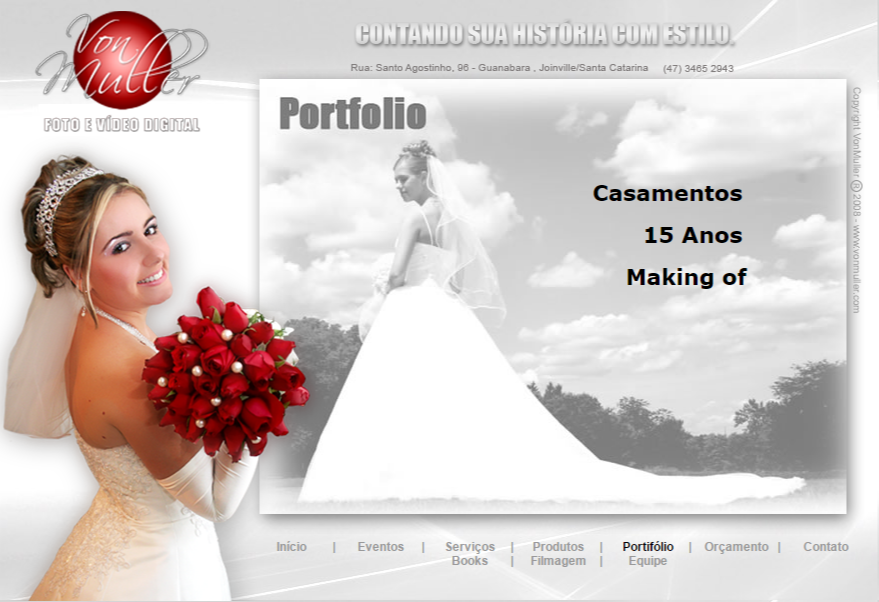 Von
Muller
FOTO E VÍDEO DIGITAL
CONTANDO SUA HISTÓRIA COM ESTILO.
Rua: Santo Agostinho, 96 - Guanabara , Joinville/Santa Catarina (47) 3465 2943
Portfolio
Casamentos
15 Anos
Making of
Copyright VonMuller ® 2008 - www.vonmuller.com
Início | Eventos | Serviços | Produtos | Portifólio | Orçamento | Contato
Books | Filmagem | Equipe